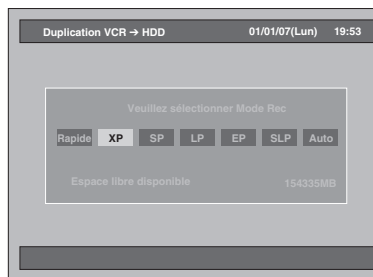 Duplication VCR → HDD 01/01/07(Lun) 19:53
Veuillez sélectionner Mode Rec
Rapide XP SP LP EP SLP Auto
Espace libre disponible 154335MB